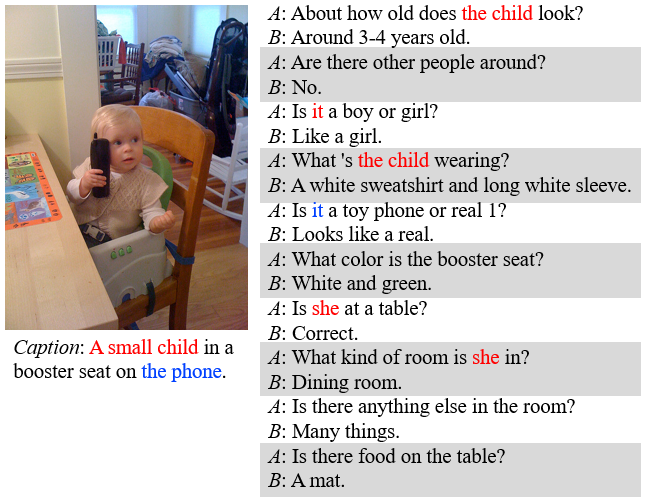 A: About how old does the child look?
B: Around 3-4 years old.
A: Are there other people around?
B: No.
A: Is it a boy or girl?
B: Like a girl.
A: What 's the child wearing?
B: A white sweatshirt and long white sleeve.
A: Is it a toy phone or real 1?
B: Looks like a real.
A: What color is the booster seat?
B: White and green.
A: Is she at a table?
B: Correct.
A: What kind of room is she in?
B: Dining room.
A: Is there anything else in the room?
B: Many things.
A: Is there food on the table?
B: A mat.
Caption: A small child in a
booster seat on the phone.